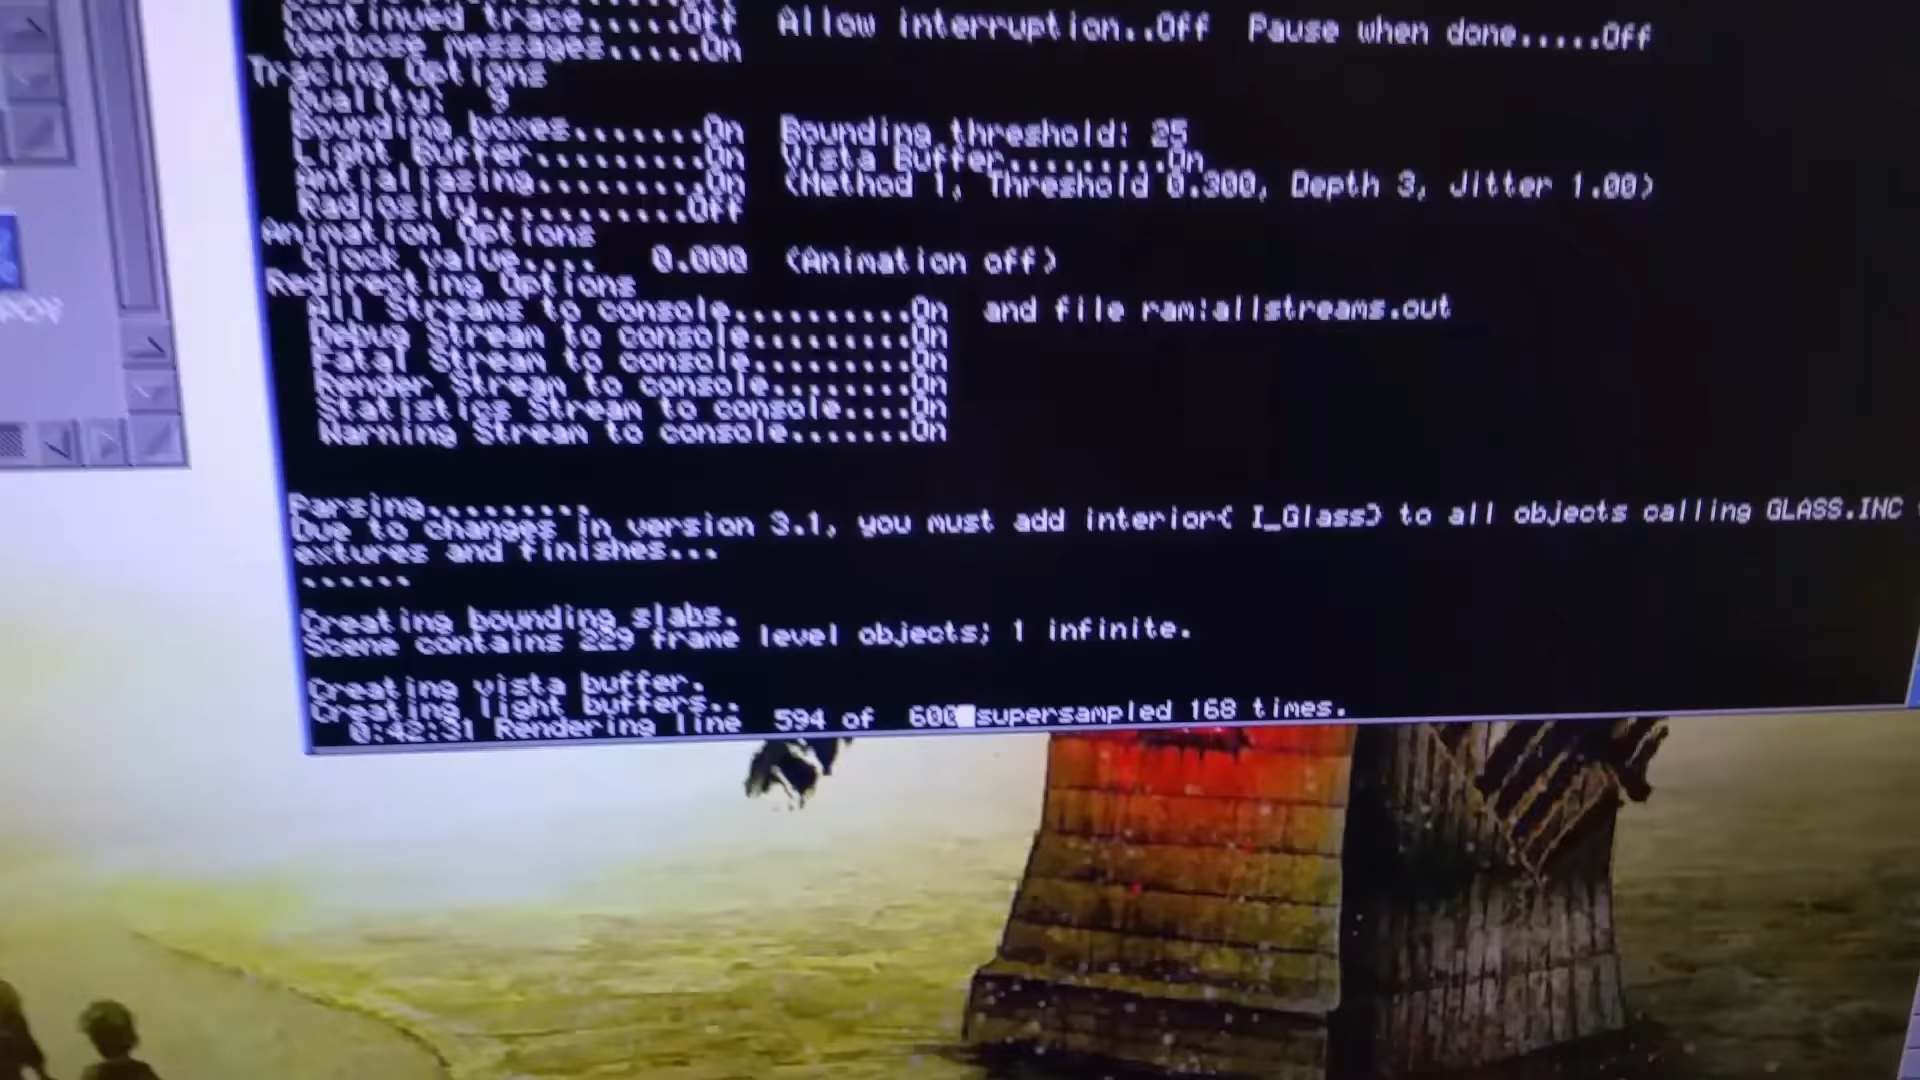 Continued trace.....Off  Allow interruption..Off  Pause when done.....Off
Verbose messages.....On
Tracing Options
Quality:  9
Bounding boxes.......On  Bounding threshold: 25
Light Buffer.........On  Vista Buffer.........On
Antialiasing.........On  (Method 1, Threshold 0.300, Depth 3, Jitter 1.00)
Radiosity...........Off
Animation Options
Clock value....   0.000  (Animation off)
Redirecting Options
All Streams to console..........On  and file ram:allstreams.out
Debug Stream to console.........On
Fatal Stream to console.........On
Render Stream to console........On
Statistics Stream to console....On
Warning Stream to console.......On
Parsing.........
Due to changes in version 3.1, you must add interior{ I_Glass} to all objects calling GLASS.INC t
extures and finishes...
......
Creating bounding slabs.
Scene contains 229 frame level objects; 1 infinite.
Creating vista buffer.
Creating light buffers..
0:42:31 Rendering line  594 of  600 supersampled 168 times.